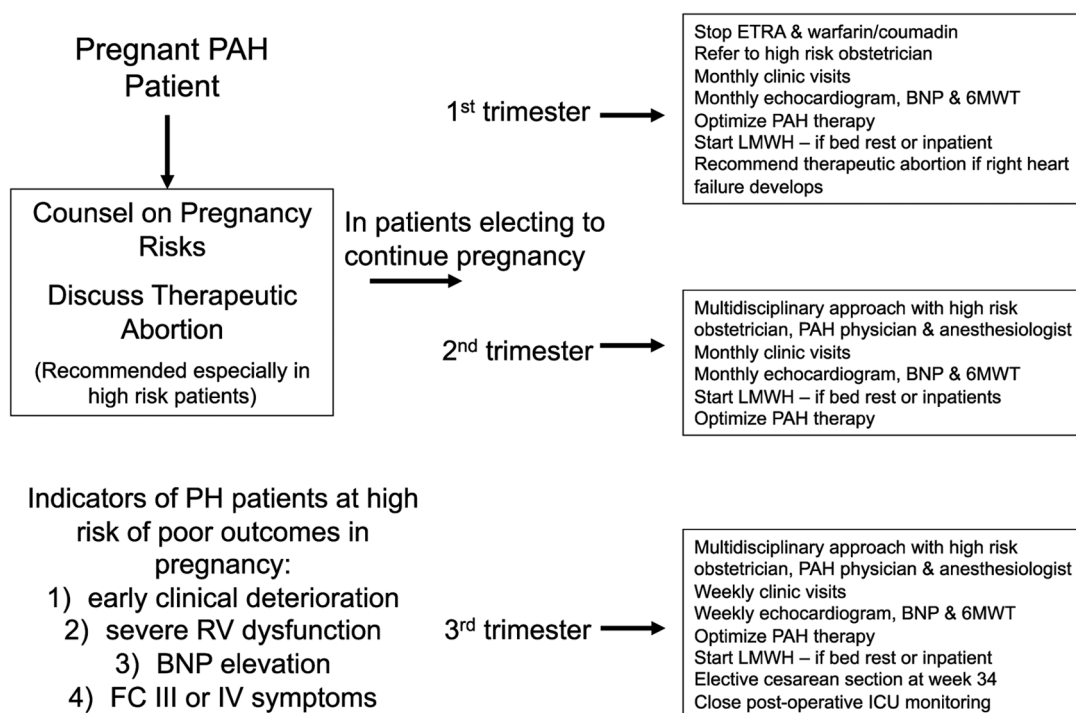 Pregnant PAH
Patient
Counsel on Pregnancy
Risks
Discuss Therapeutic
Abortion
(Recommended especially in
high risk patients)
In patients electing to
continue pregnancy
1st trimester
Stop ETRA & warfarin/coumadin
Refer to high risk obstetrician
Monthly clinic visits
Monthly echocardiogram, BNP & 6MWT
Optimize PAH therapy
Start LMWH – if bed rest or inpatient
Recommend therapeutic abortion if right heart
failure develops
2nd trimester
Multidisciplinary approach with high risk
obstetrician, PAH physician & anesthesiologist
Monthly clinic visits
Monthly echocardiogram, BNP & 6MWT
Start LMWH – if bed rest or inpatients
Optimize PAH therapy
Indicators of PH patients at high
risk of poor outcomes in
pregnancy:
1) early clinical deterioration
2) severe RV dysfunction
3) BNP elevation
4) FC III or IV symptoms
3rd trimester
Multidisciplinary approach with high risk
obstetrician, PAH physician & anesthesiologist
Weekly clinic visits
Weekly echocardiogram, BNP & 6MWT
Optimize PAH therapy
Start LMWH – if bed rest or inpatient
Elective cesarean section at week 34
Close post-operative ICU monitoring